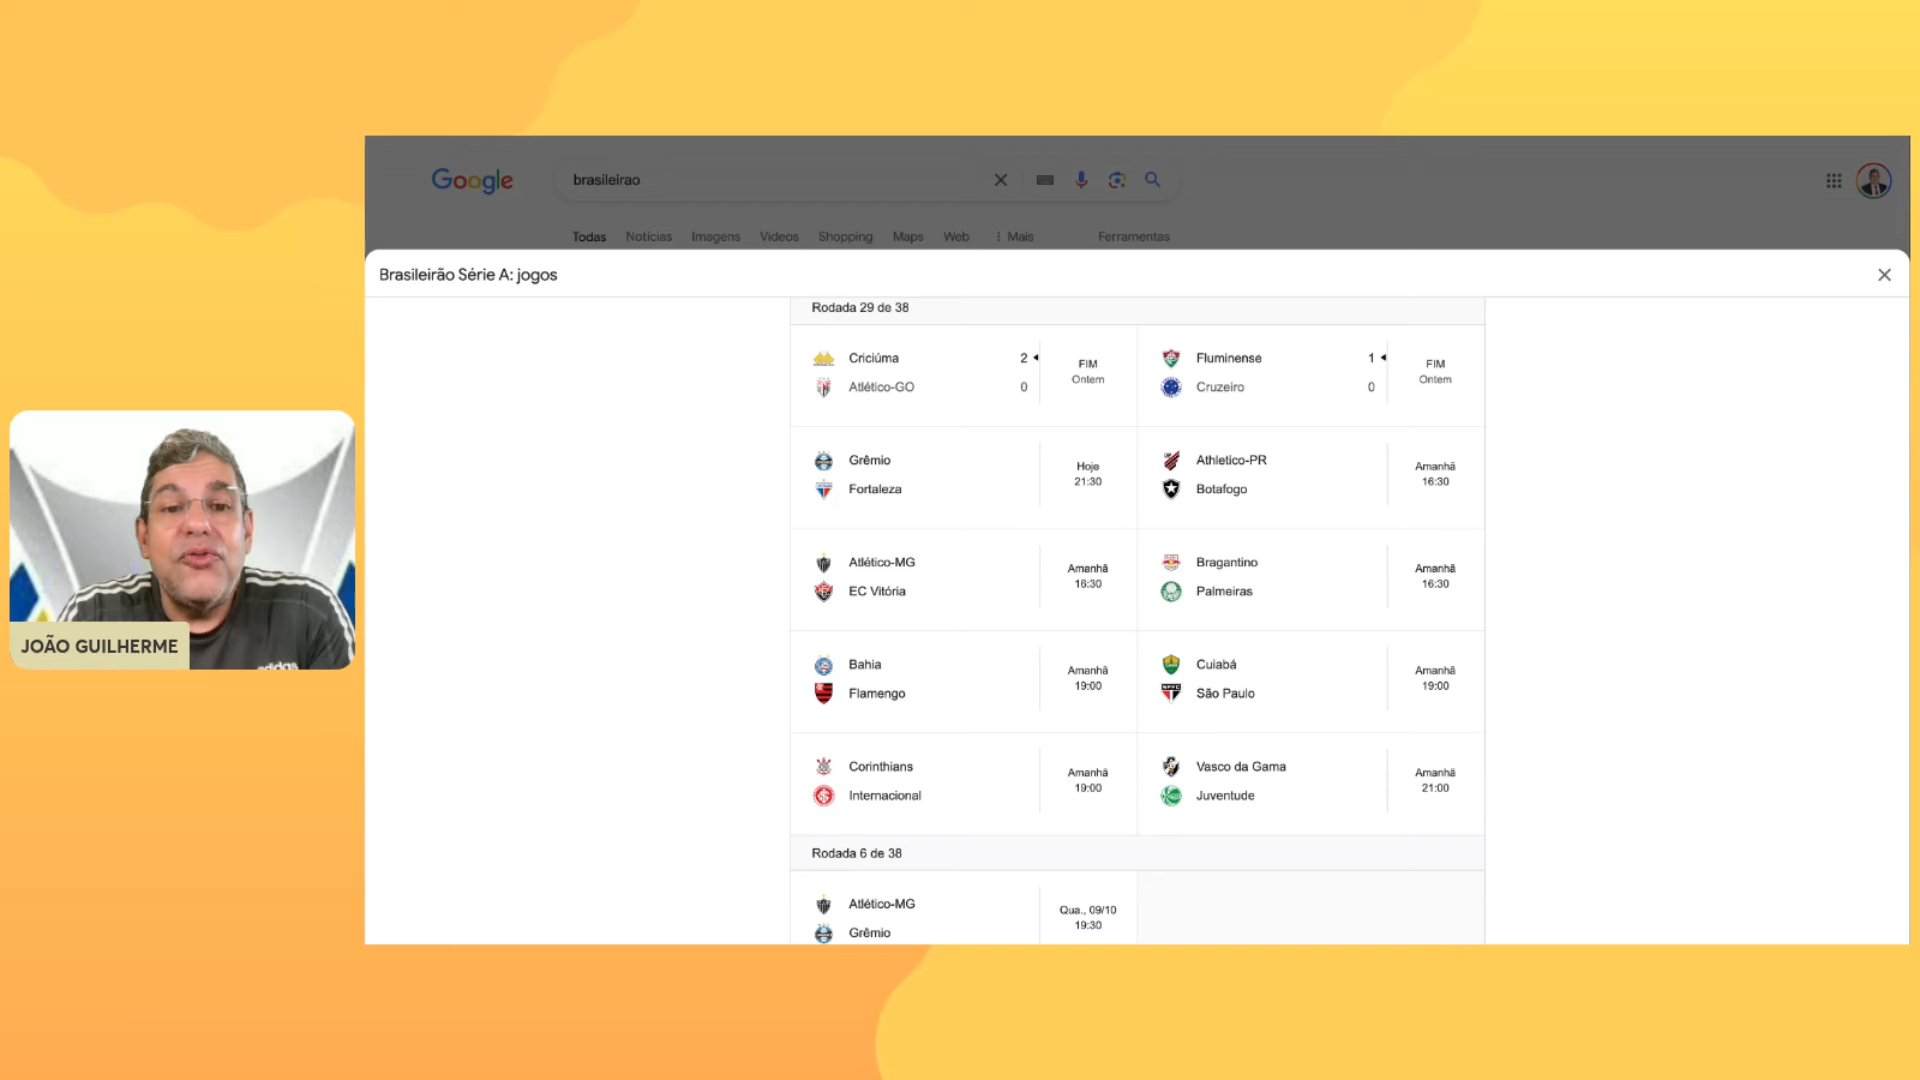 Google
brasileirao
Todas Notícias Imagens Vídeos Shopping Maps Web Mais Ferramentas
Brasileirão Série A: jogos
Rodada 29 de 38
Criciúma 2
Atlético-GO 0
FIM
Ontem
Fluminense 1
Cruzeiro 0
FIM
Ontem
Grêmio
Fortaleza
Hoje
21:30
Athletico-PR
Botafogo
Amanhã
16:30
Atlético-MG
EC Vitória
Amanhã
16:30
Bragantino
Palmeiras
Amanhã
16:30
Bahia
Flamengo
Amanhã
19:00
Cuiabá
São Paulo
Amanhã
19:00
Corinthians
Internacional
Amanhã
19:00
Vasco da Gama
Juventude
Amanhã
21:00
Rodada 6 de 38
Atlético-MG
Grêmio
Qua., 09/10
19:30
JOÃO GUILHERME
adidas